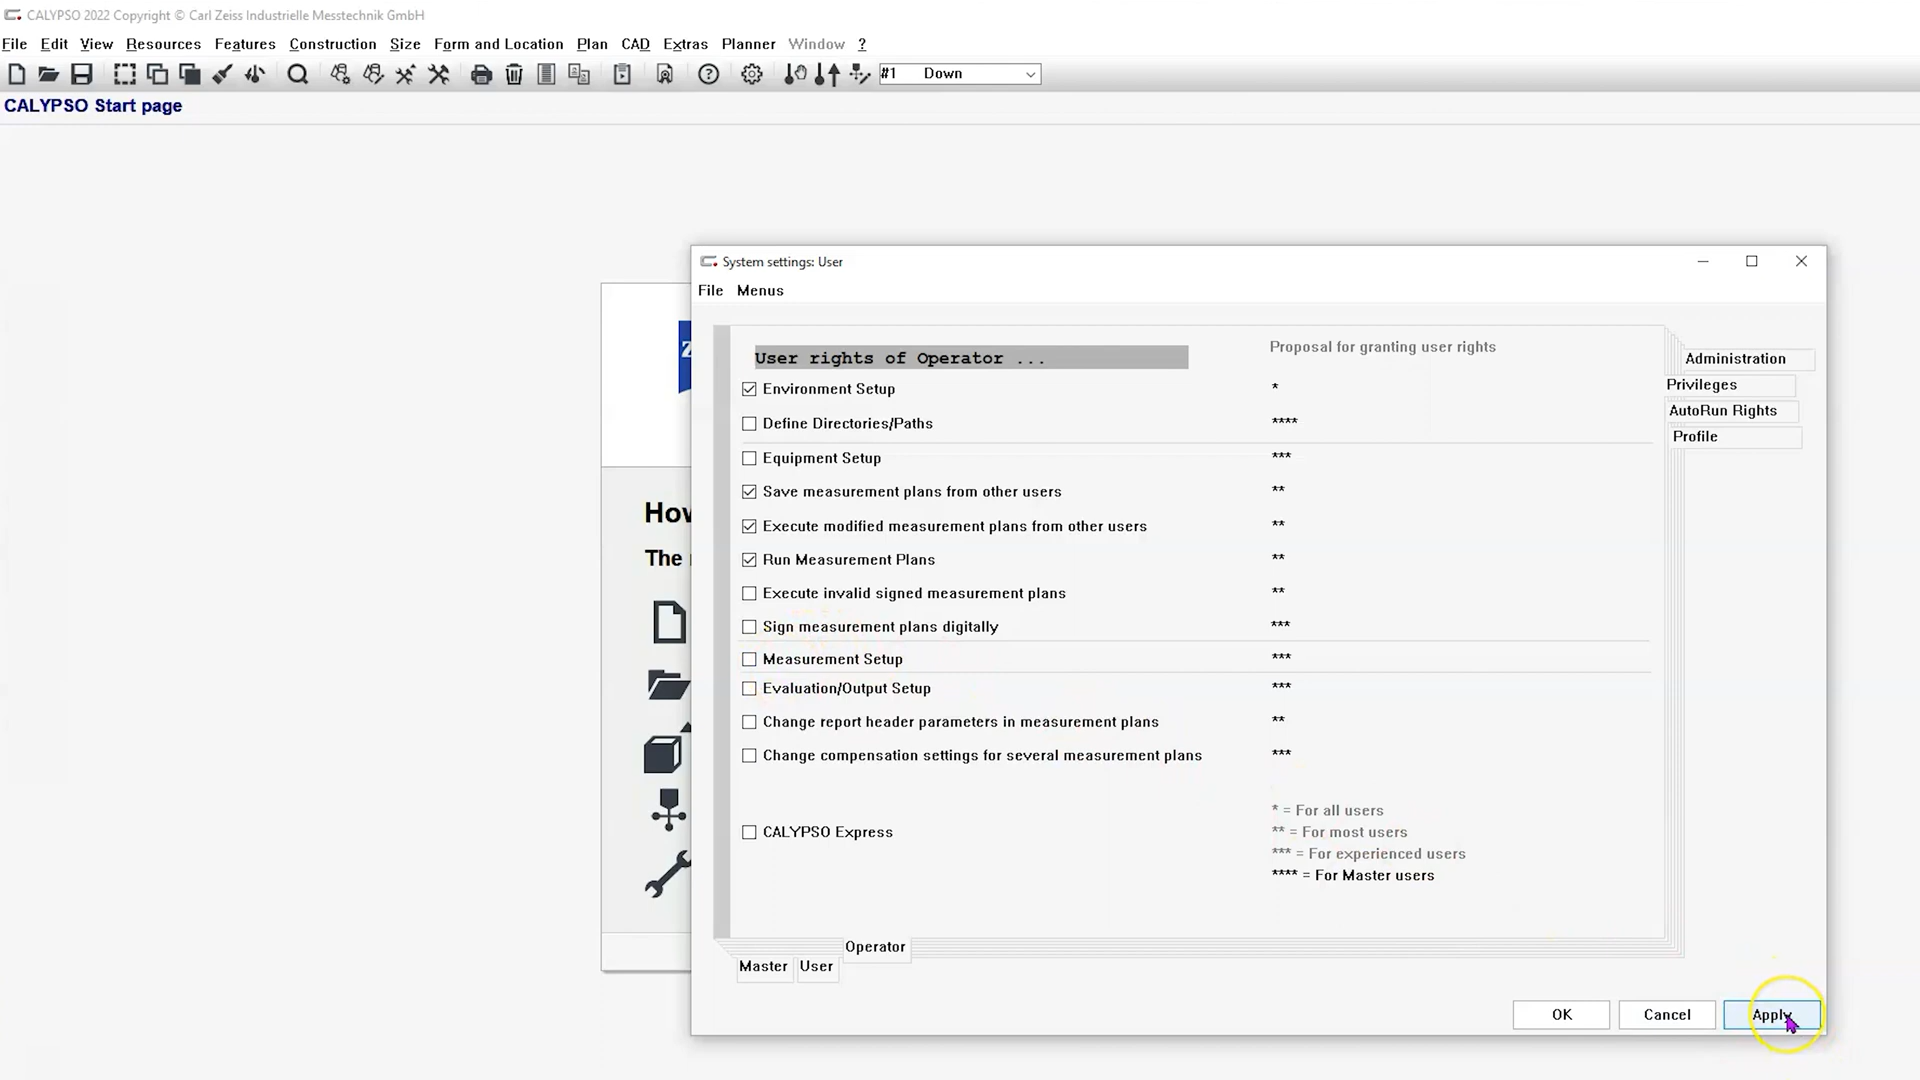 CALYPSO 2022 Copyright © Carl Zeiss Industrielle Messtechnik GmbH
File Edit View Resources Features Construction Size Form and Location Plan CAD Extras Planner Window ?
#1 Down
CALYPSO Start page
System settings: User
File Menus
User rights of Operator ...
Proposal for granting user rights
Administration
Privileges
AutoRun Rights
Profile
Environment Setup *
Define Directories/Paths ****
Equipment Setup ***
Save measurement plans from other users **
Execute modified measurement plans from other users **
Run Measurement Plans **
Execute invalid signed measurement plans **
Sign measurement plans digitally ***
Measurement Setup ***
Evaluation/Output Setup ***
Change report header parameters in measurement plans **
Change compensation settings for several measurement plans ***
CALYPSO Express
* = For all users
** = For most users
*** = For experienced users
**** = For Master users
Operator
Master User
OK Cancel Apply
The